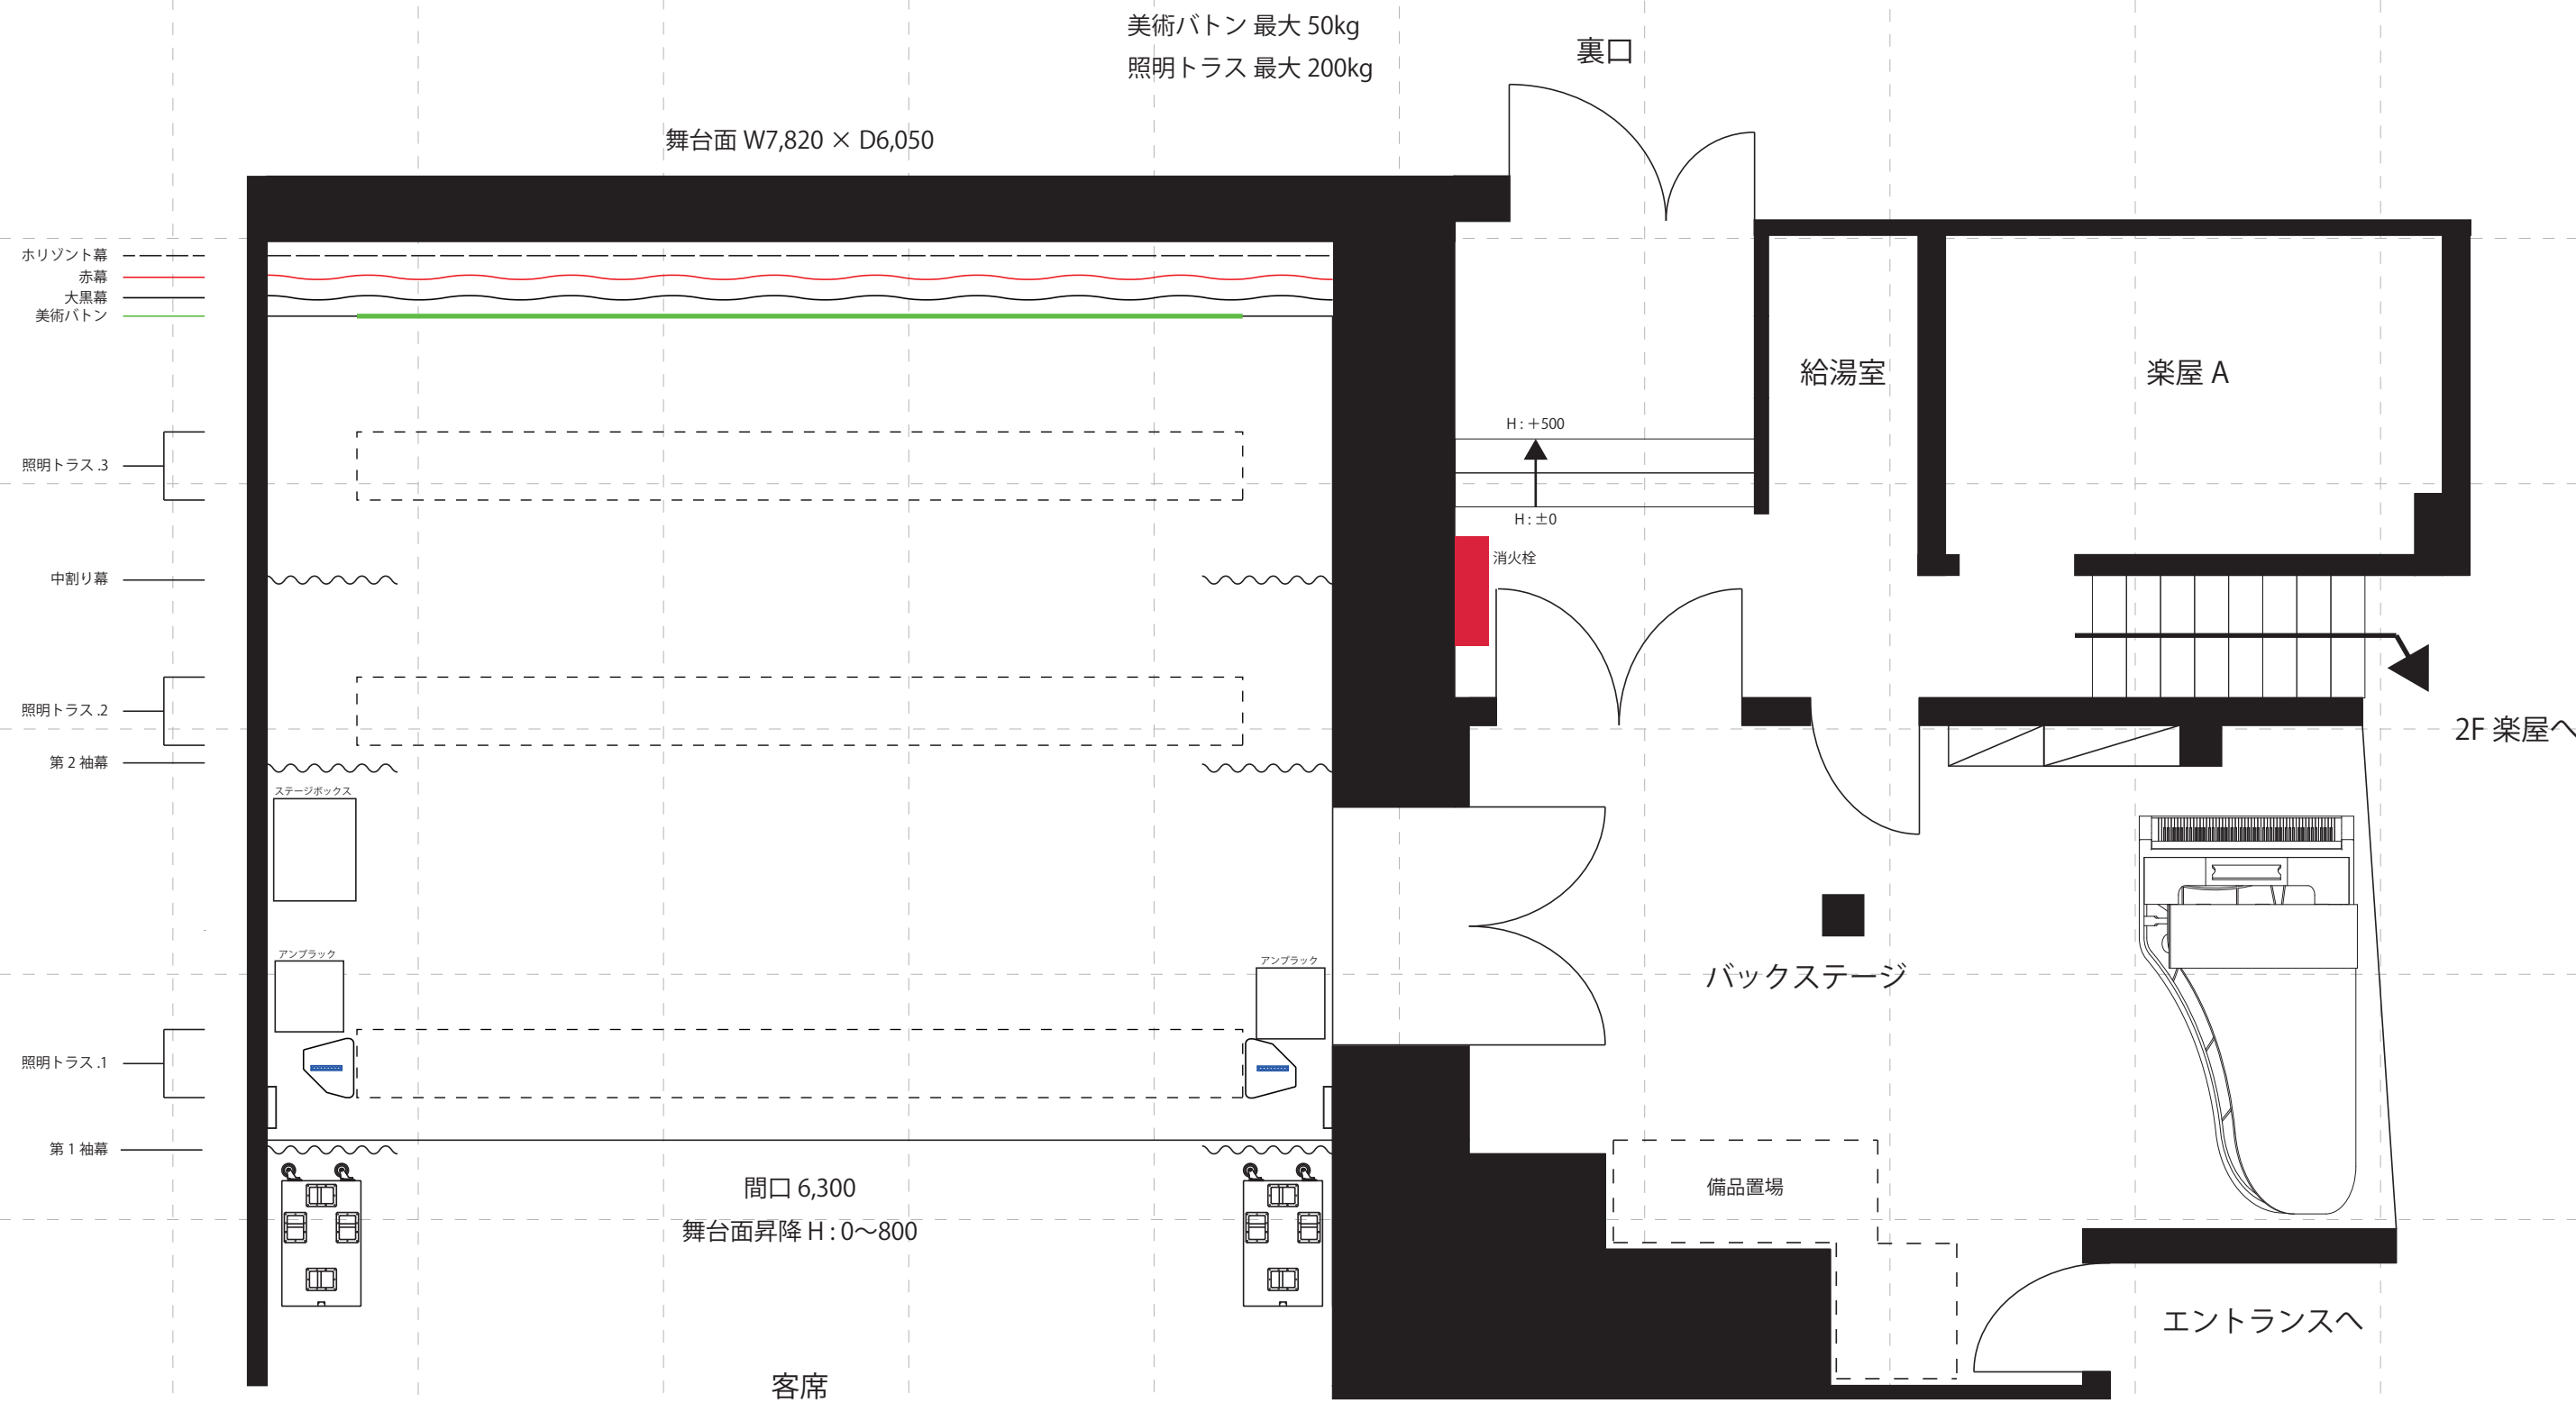 美術バトン 最大 50kg
照明トラス 最大 200kg
裏口
舞台面 W7,820 × D6,050
ホリゾント幕
赤幕
大黒幕
美術バトン
給湯室
楽屋 A
H : ＋500
照明トラス .3
H : ±0
消火栓
中割り幕
照明トラス .2
2F 楽屋へ
第 2 袖幕
ステージボックス
アンプラック
アンプラック
バックステージ
照明トラス .1
第 1 袖幕
間口 6,300
備品置場
舞台面昇降 H : 0〜800
エントランスへ
客席